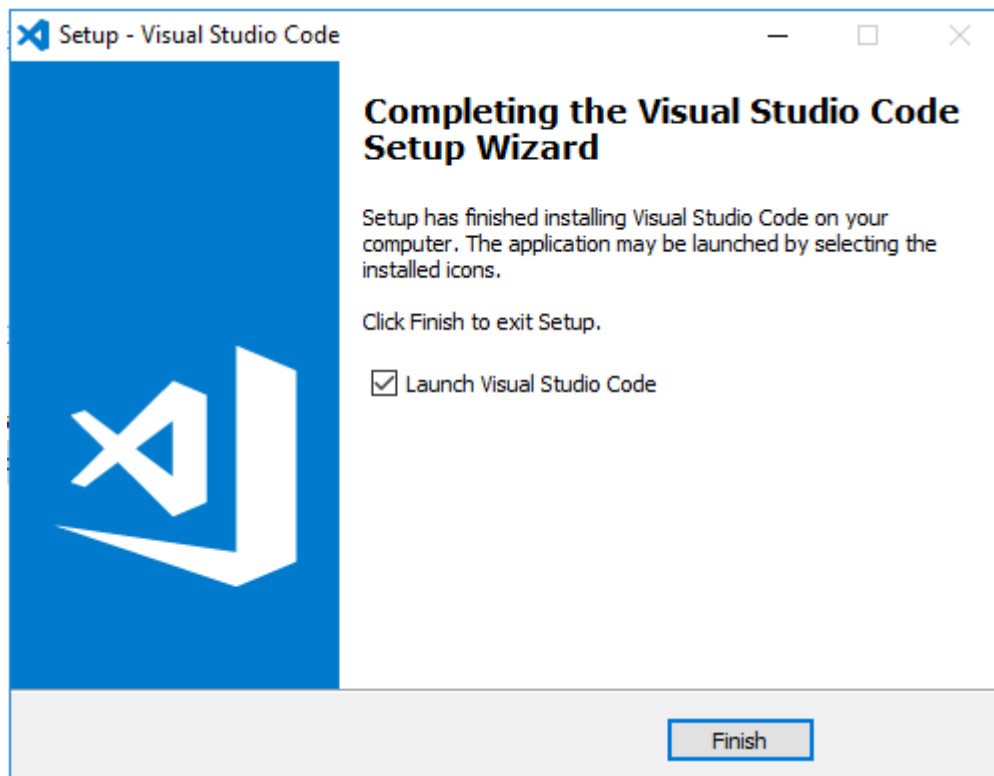 Setup - Visual Studio Code
Completing the Visual Studio Code
Setup Wizard
Setup has finished installing Visual Studio Code on your
computer. The application may be launched by selecting the
installed icons.
Click Finish to exit Setup.
Launch Visual Studio Code
Finish